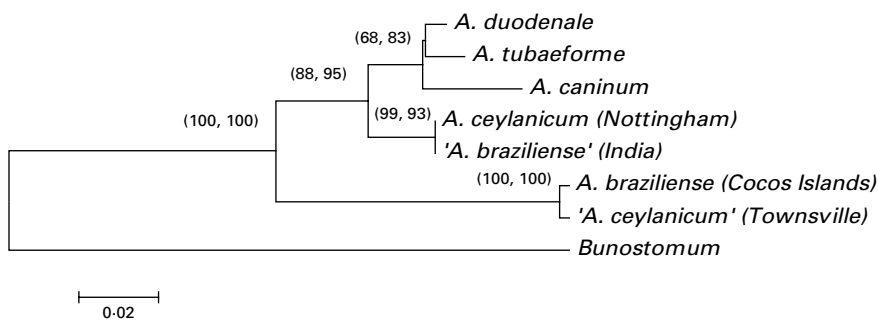 A. duodenale
(68, 83)
A. tubaeforme
(88, 95)
A. caninum
(99, 93)
A. ceylanicum (Nottingham)
(100, 100)
'A. braziliense' (India)
(100, 100)
A. braziliense (Cocos Islands)
'A. ceylanicum' (Townsville)
Bunostomum
0·02